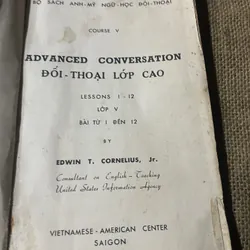 BỘ SÁCH ANH-MỸ NGỮ HỌC ĐỐI-THOẠI
COURSE V
ADVANCED CONVERSATION
ĐỐI-THOẠI LỚP CAO
LESSONS 1 - 12
LỚP V
BÀI TỪ 1 ĐẾN 12
BY
EDWIN T. CORNELIUS, Jr.
Consultant on English - Teaching
United States Information Agency
VIETNAMESE - AMERICAN CENTER
SAIGON